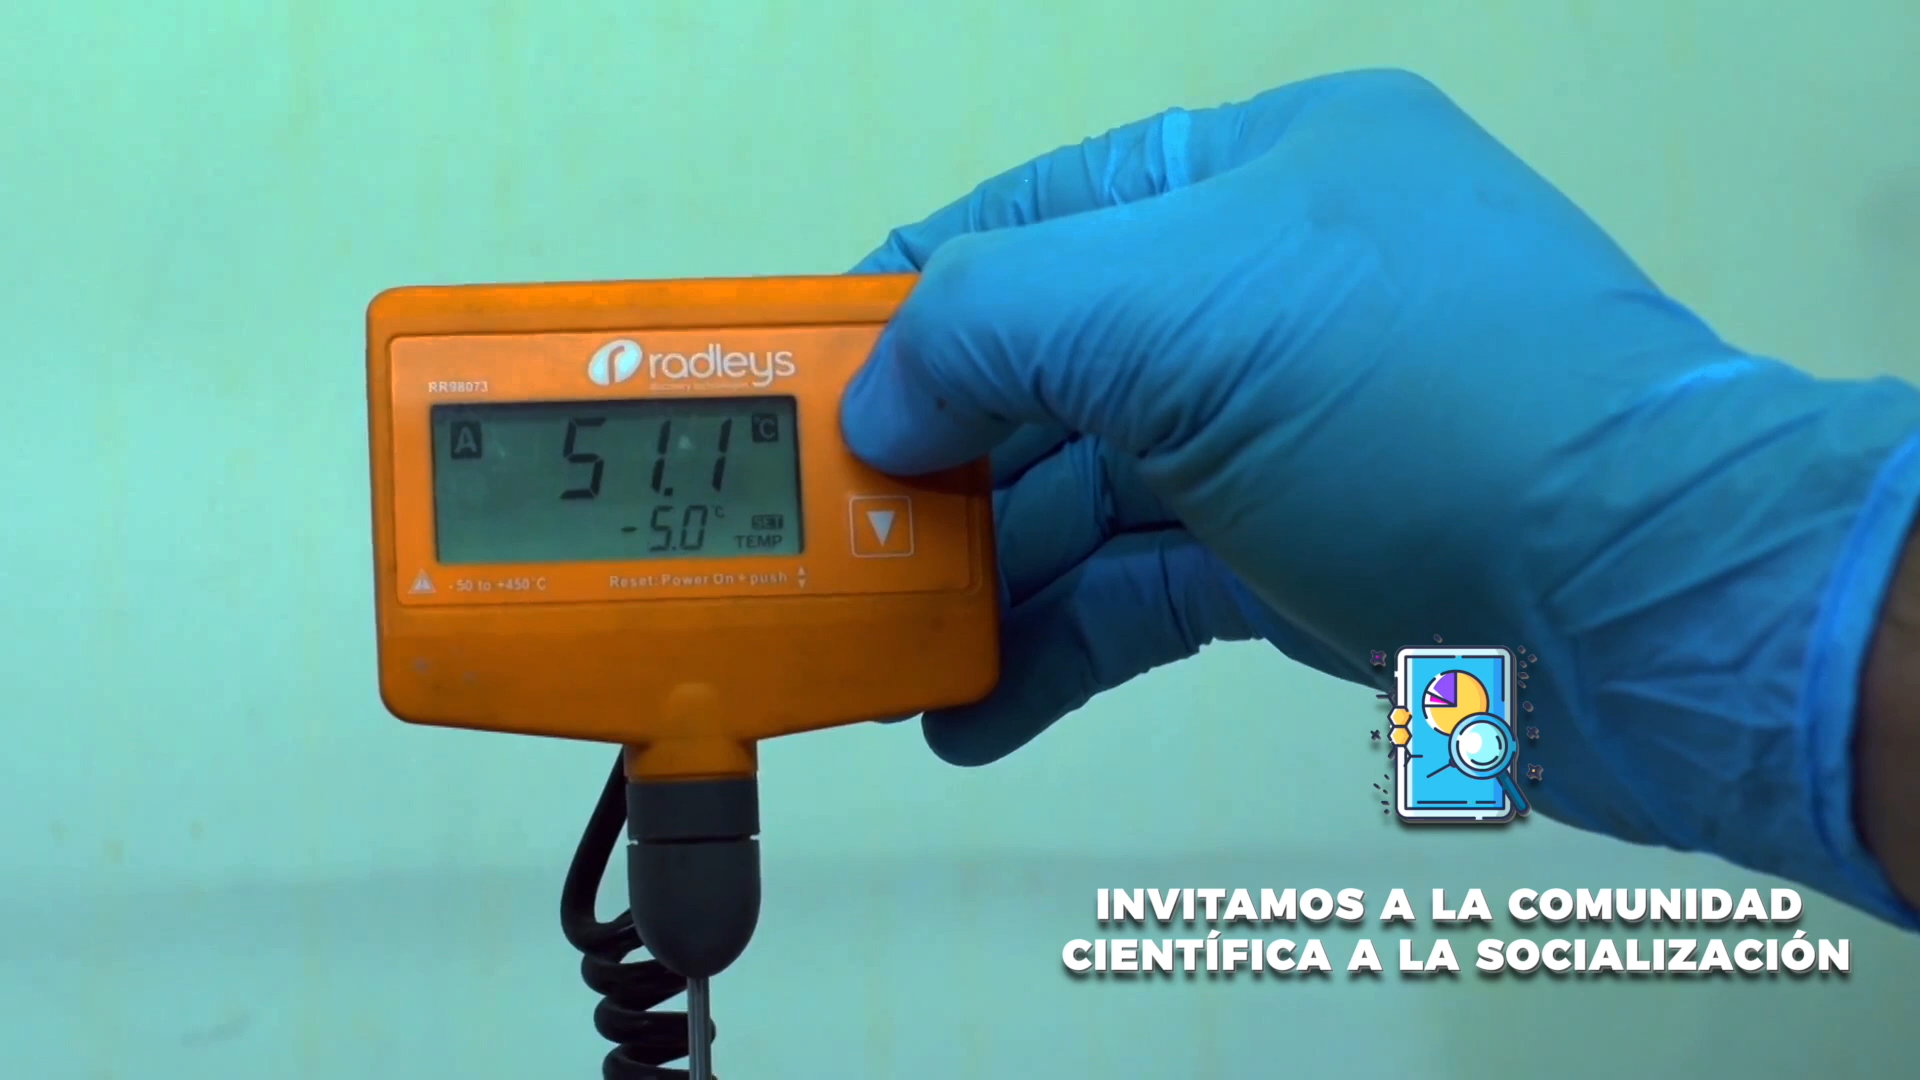 radleys
RR98073
A 51.1 °C
-5.0 °C SET
TEMP
-50 to +450°C Reset: Power On + push
INVITAMOS A LA COMUNIDAD
CIENTÍFICA A LA SOCIALIZACIÓN